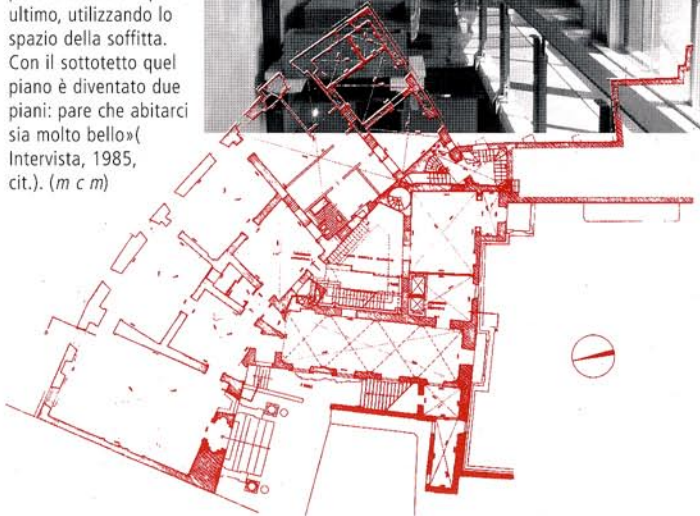 ultimo, utilizzando lo
spazio della soffitta.
Con il sottotetto quel
piano è diventato due
piani: pare che abitarci
sia molto bello»(
Intervista, 1985,
cit.). (m c m)